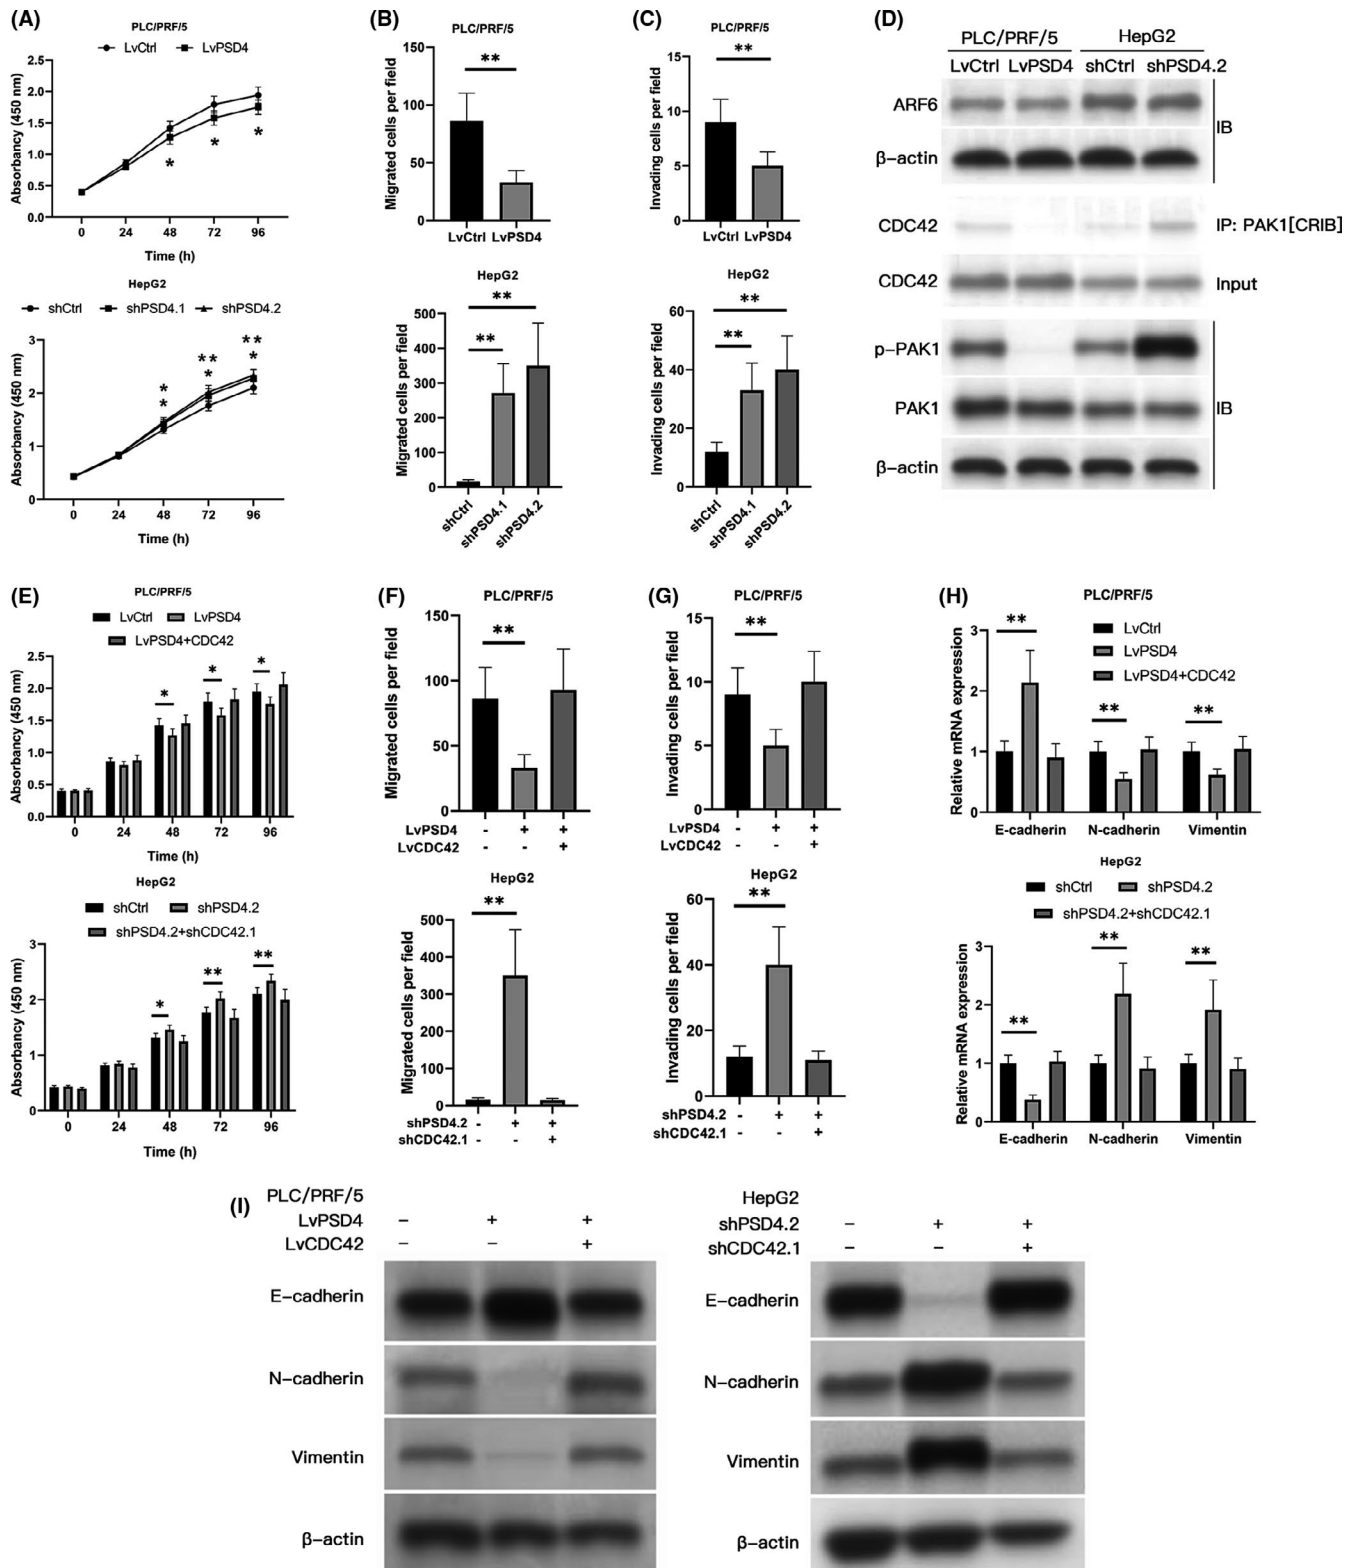 (A)
PLC/PRF/5
LvCtrl LvPSD4
Absorbancy (450 nm)
2.5
2.0
1.5
1.0
0.5
0.0
* * *
0 24 48 72 96
Time (h)
HepG2
shCtrl shPSD4.1 shPSD4.2
Absorbancy (450 nm)
3
2
1
0
* ** **
* * *
0 24 48 72 96
Time (h)
(B)
PLC/PRF/5
Migrated cells per field
150
100
50
0
**
LvCtrl LvPSD4
HepG2
Migrated cells per field
500
400
300
200
100
0
**
**
shCtrl
shPSD4.1
shPSD4.2
(C)
PLC/PRF/5
Invading cells per field
15
10
5
0
**
LvCtrl LvPSD4
HepG2
Invading cells per field
60
40
20
0
**
**
shCtrl
shPSD4.1
shPSD4.2
(D)
PLC/PRF/5 HepG2
LvCtrl LvPSD4 shCtrl shPSD4.2
ARF6
IB
β-actin
CDC42 IP: PAK1[CRIB]
CDC42 Input
p-PAK1
PAK1 IB
β-actin
(E)
PLC/PRF/5
LvCtrl LvPSD4
LvPSD4+CDC42
Absorbancy (450 nm)
2.5
2.0
1.5
1.0
0.5
0.0
* * *
0 24 48 72 96
Time (h)
HepG2
shCtrl shPSD4.2
shPSD4.2+shCDC42.1
Absorbancy (450 nm)
3
2
1
0
* ** **
0 24 48 72 96
Time (h)
(F)
PLC/PRF/5
Migrated cells per field
150
100
50
0
**
LvPSD4 - + +
LvCDC42 - - +
HepG2
Migrated cells per field
500
400
300
200
100
0
**
shPSD4.2 - + +
shCDC42.1 - - +
(G)
PLC/PRF/5
Invading cells per field
15
10
5
0
**
LvPSD4 - + +
LvCDC42 - - +
HepG2
Invading cells per field
60
40
20
0
**
shPSD4.2 - + +
shCDC42.1 - - +
(H)
PLC/PRF/5
LvCtrl
LvPSD4
LvPSD4+CDC42
Relative mRNA expression
3
2
1
0
** ** **
E-cadherin N-cadherin Vimentin
HepG2
shCtrl shPSD4.2
shPSD4.2+shCDC42.1
Relative mRNA expression
3
2
1
0
** ** **
E-cadherin N-cadherin Vimentin
(I)
PLC/PRF/5
LvPSD4 - + +
LvCDC42 - - +
E-cadherin
N-cadherin
Vimentin
β-actin
HepG2
shPSD4.2 - + +
shCDC42.1 - - +
E-cadherin
N-cadherin
Vimentin
β-actin